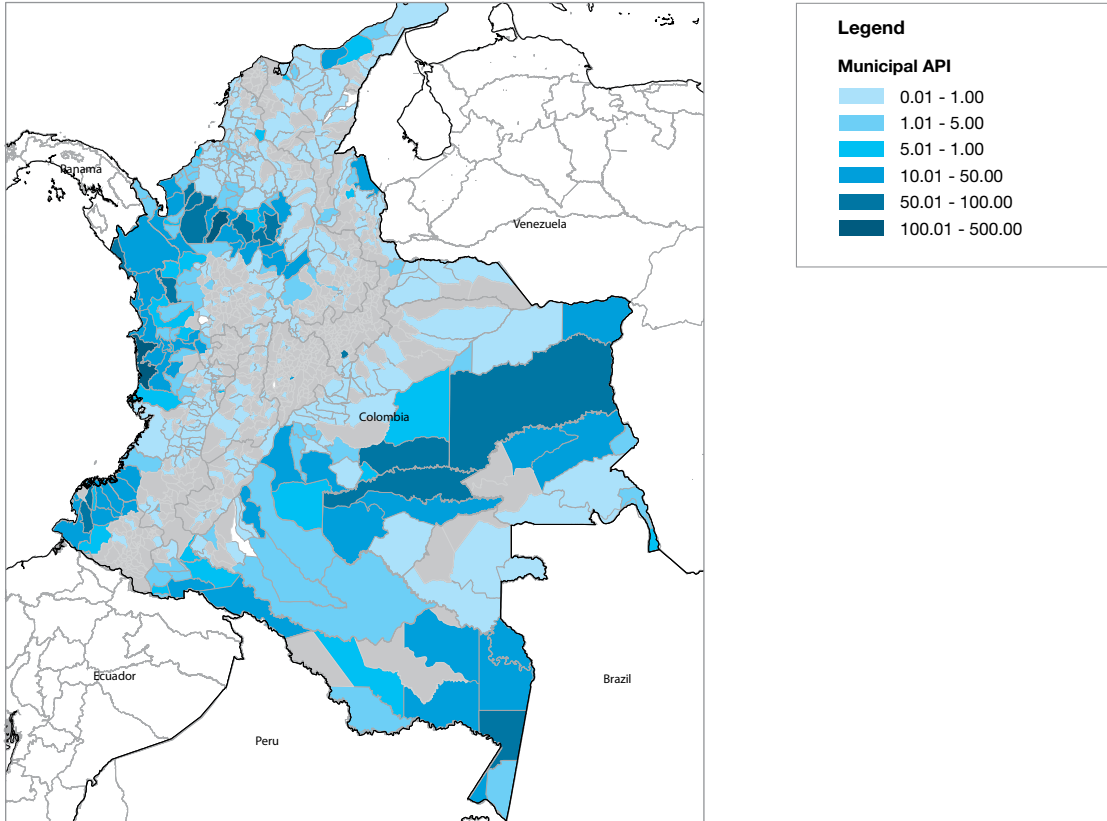 Legend
Municipal API
0.01 - 1.00
1.01 - 5.00
5.01 - 1.00
10.01 - 50.00
50.01 - 100.00
100.01 - 500.00
Panama
Venezuela
Colombia
Ecuador
Brazil
Peru